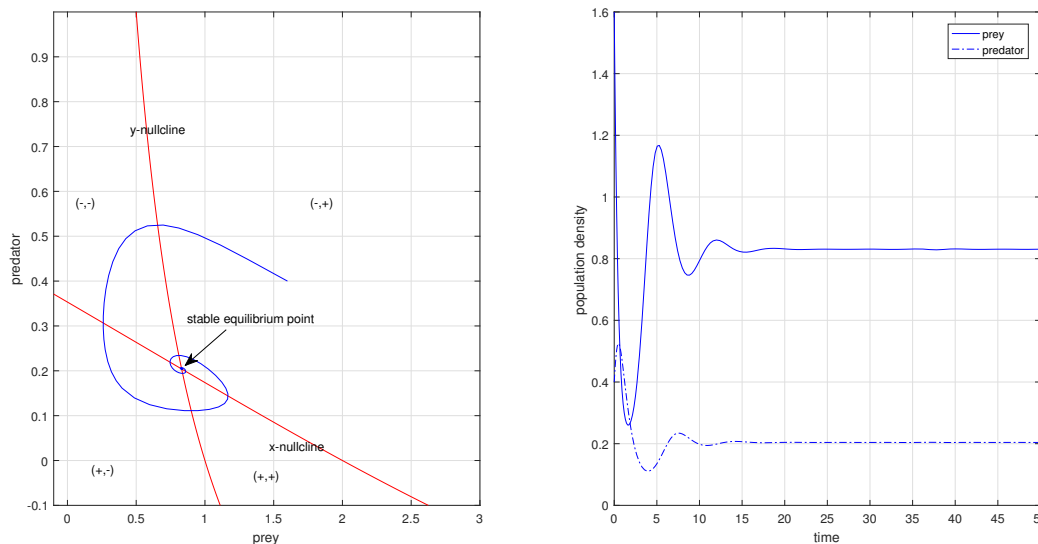 0.9
0.8
0.7
0.6
0.5
0.4
0.3
0.2
0.1
0
-0.1
predator
y-nullcline
(-,-)
(-,+)
stable equilibrium point
x-nullcline
(+,-)
(+,+)
0 0.5 1 1.5 2 2.5 3
prey
1.6
1.4
1.2
1
0.8
0.6
0.4
0.2
0
population density
prey
predator
0 5 10 15 20 25 30 35 40 45 50
time